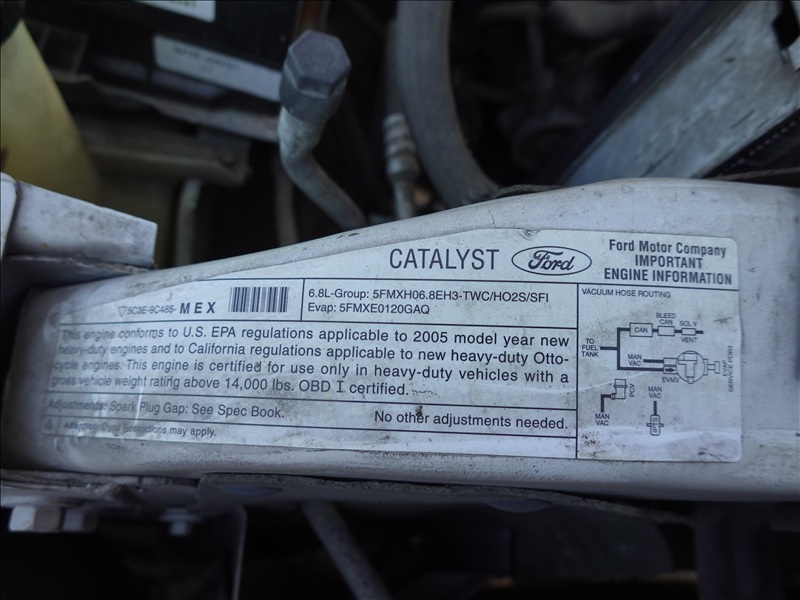 CATALYST Ford
Ford Motor Company
IMPORTANT
ENGINE INFORMATION
5C3E-9C485- MEX
6.8L-Group: 5FMXH06.8EH3-TWC/HO2S/SFI
Evap: 5FMXE0120GAQ
This engine conforms to U.S. EPA regulations applicable to 2005 model year new
heavy-duty engines and to California regulations applicable to new heavy-duty Otto-
cycle engines. This engine is certified for use only in heavy-duty vehicles with a
gross vehicle weight rating above 14,000 lbs. OBD I certified.
Adjustments: Spark Plug Gap: See Spec Book.
No other adjustments needed.
Restrictions may apply.
VACUUM HOSE ROUTING
BLEED
CAN
SOL V
CAN
VENT
TO
FUEL
TANK
MAN
VAC
EVMV
EVAP
SERVICE PORT
PCV
MAN
VAC
MAN
VAC